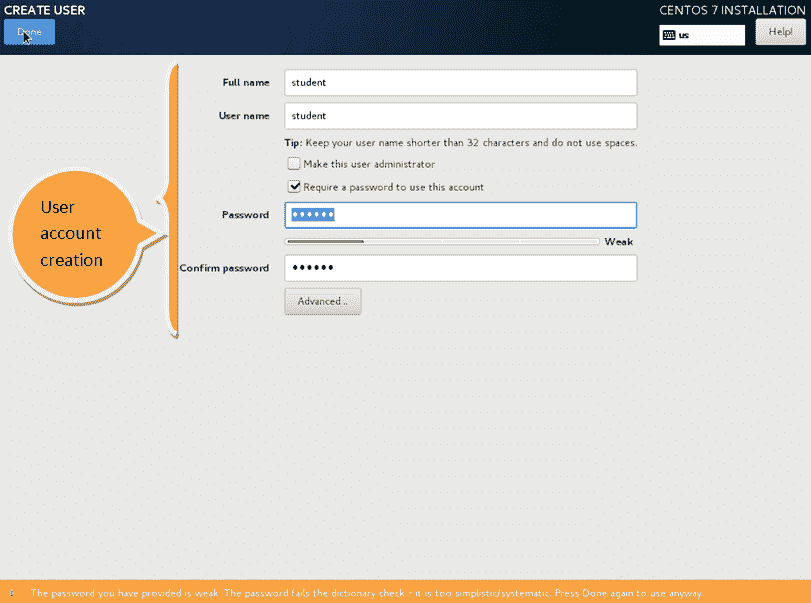 CREATE USER
CENTOS 7 INSTALLATION
Done
us
Help!
Full name
student
User name
student
Tip: Keep your user name shorter than 32 characters and do not use spaces.
Make this user administrator
Require a password to use this account
Password
••••••
Weak
Confirm password
••••••
Advanced...
User
account
creation
The password you have provided is weak: The password fails the dictionary check - it is too simplistic/systematic. Press Done again to use anyway.